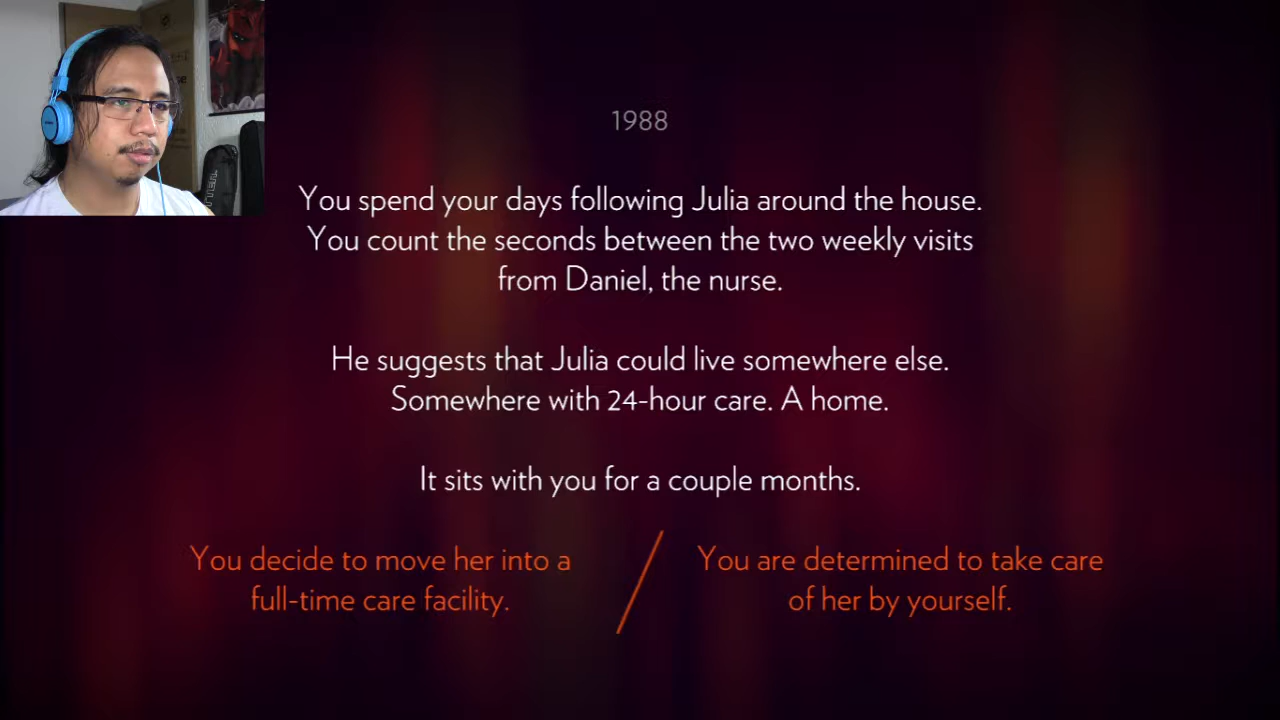 1988
You spend your days following Julia around the house.
You count the seconds between the two weekly visits
from Daniel, the nurse.
He suggests that Julia could live somewhere else.
Somewhere with 24-hour care. A home.
It sits with you for a couple months.
You decide to move her into a
full-time care facility.
You are determined to take care
of her by yourself.